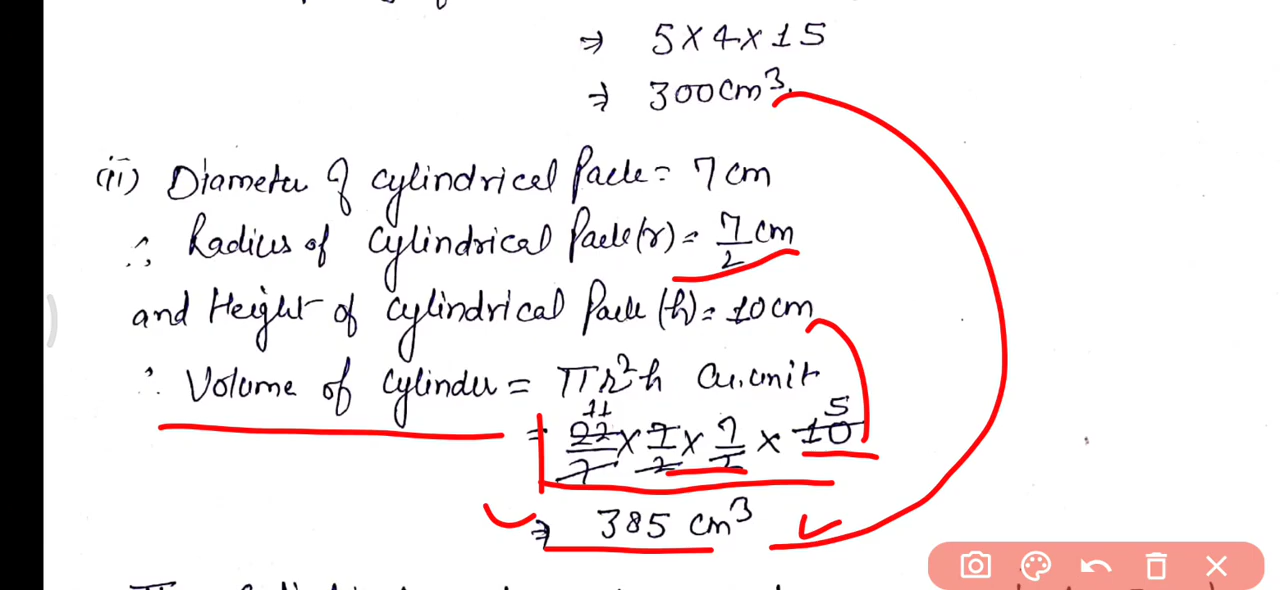 ⇒ 5×4×15
⇒ 300cm³.
(ii) Diameter of cylindrical Pack = 7cm
∴ Radius of Cylindrical Pack(r) = 7/2 cm
and Height of cylindrical Pack (h) = 10cm
∴ Volume of cylinder = πr²h cu.unit
= 22/7 × 7/2 × 7/2 × 10
11 5
⇒ 385 cm³